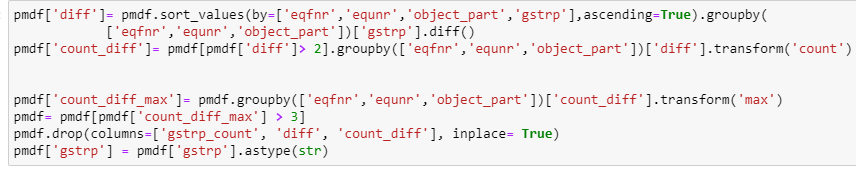 pmdf['diff']= pmdf.sort_values(by=['eqfnr','equnr','object_part','gstrp'],ascending=True).groupby(
['eqfnr','equnr','object_part'])['gstrp'].diff()
pmdf['count_diff']= pmdf[pmdf['diff']> 2].groupby(['eqfnr','equnr','object_part'])['diff'].transform('count')
pmdf['count_diff_max']= pmdf.groupby(['eqfnr','equnr','object_part'])['count_diff'].transform('max')
pmdf= pmdf[pmdf['count_diff_max'] > 3]
pmdf.drop(columns=['gstrp_count', 'diff', 'count_diff'], inplace= True)
pmdf['gstrp'] = pmdf['gstrp'].astype(str)